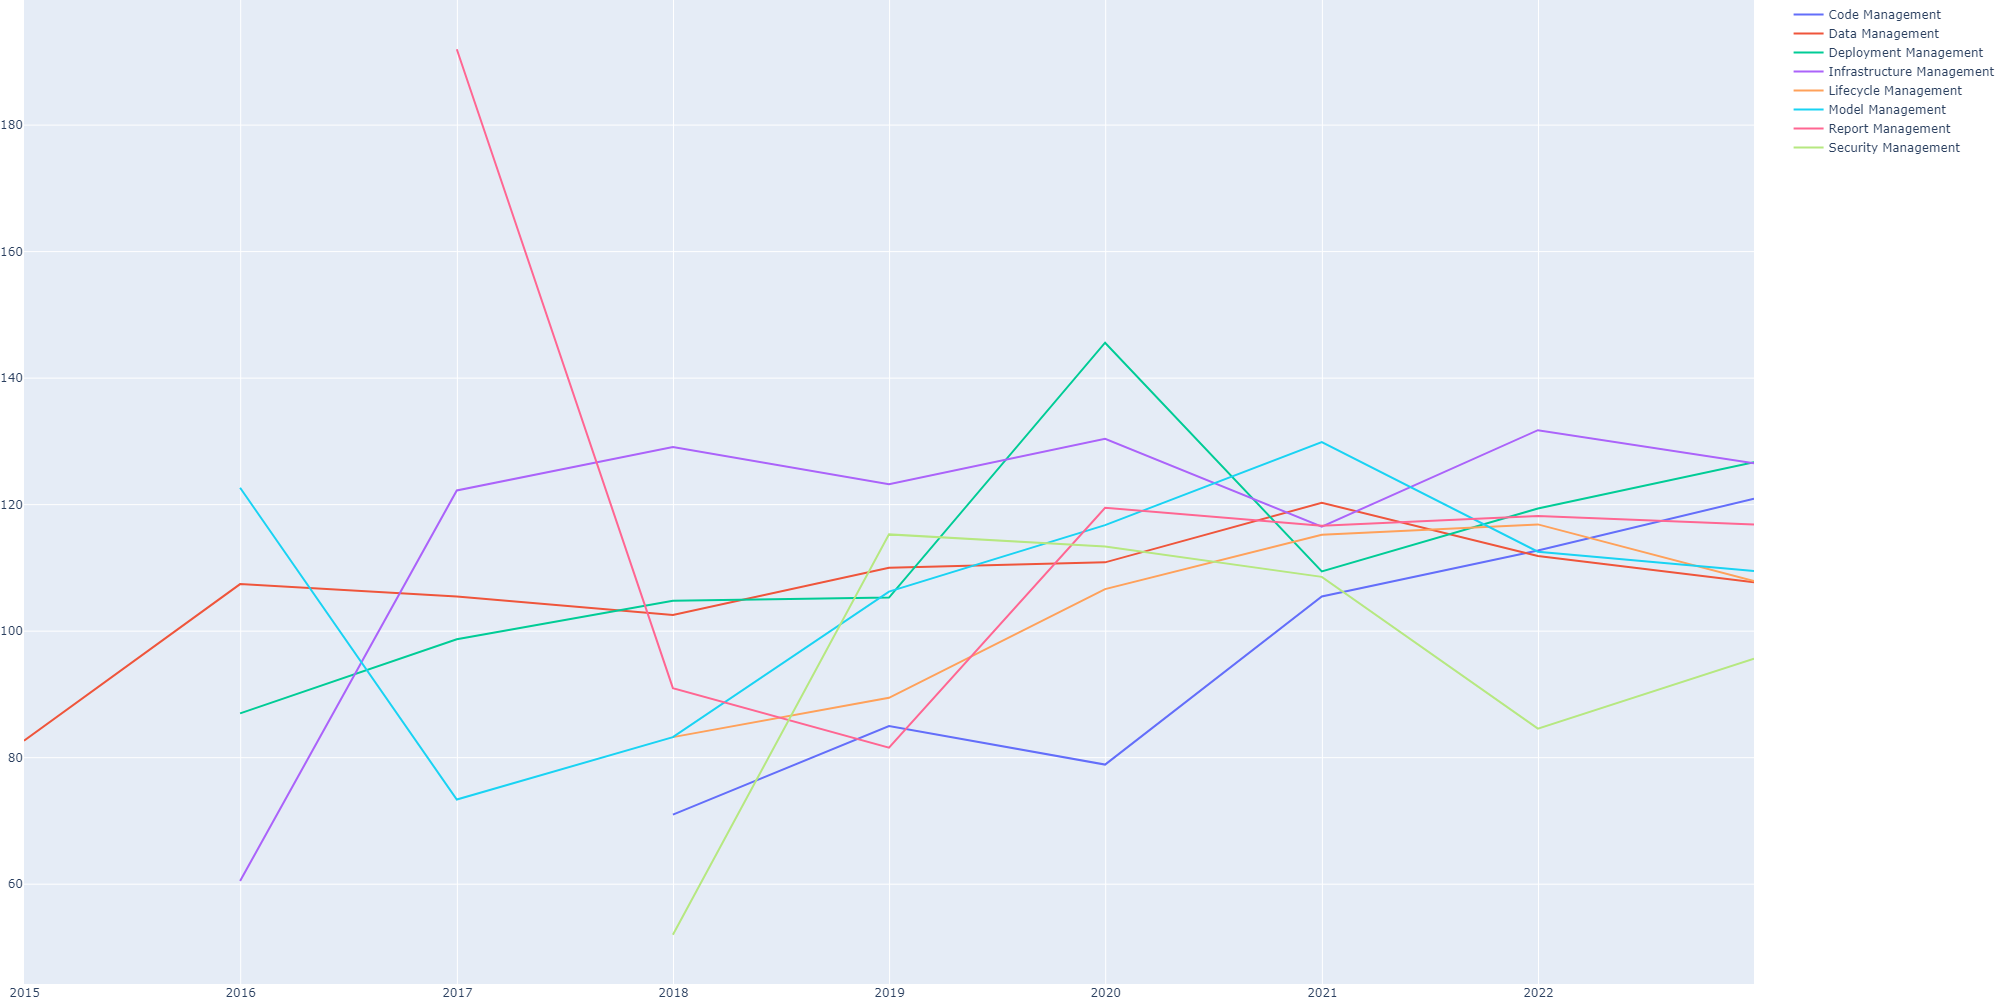 Code Management
Data Management
Deployment Management
Infrastructure Management
Lifecycle Management
Model Management
Report Management
Security Management
180
160
140
120
100
80
60
2015 2016 2017 2018 2019 2020 2021 2022